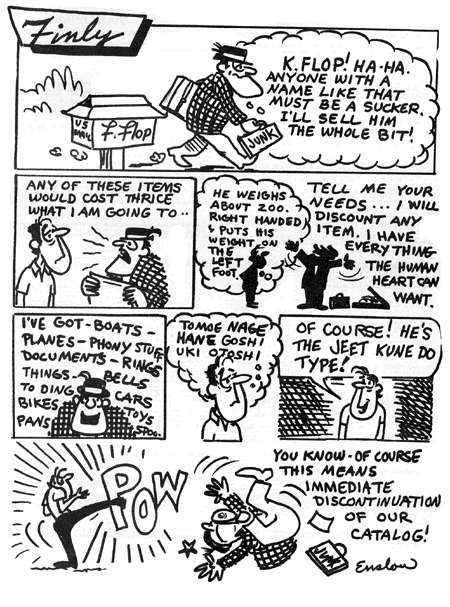 Finly
K. FLOP! HA-HA.
ANYONE WITH A
NAME LIKE THAT
MUST BE A SUCKER.
I'LL SELL HIM
THE WHOLE BIT!
US
MAIL
F. Flop
JUNK
ANY OF THESE ITEMS
WOULD COST THRICE
WHAT I AM GOING TO ··
HE WEIGHS
ABOUT 200.
RIGHT HANDED
& PUTS HIS
WEIGHT ON
THE
LEFT
FOOT.
TELL ME YOUR
NEEDS... I WILL
DISCOUNT ANY
ITEM. I HAVE
EVERYTHING
THE HUMAN
HEART CAN
WANT.
I'VE GOT-BOATS-
PLANES-PHONY STUFF
DOCUMENTS-RINGS
THINGS- BELLS
TO DING CARS
BIKES TOYS
PANS
TOMOE NAGE
HANE GOSHI
UKI OTOSHI
OF COURSE! HE'S
THE JEET KUNE DO
TYPE!
POW
YOU KNOW-OF COURSE
THIS MEANS
IMMEDIATE
DISCONTINUATION
OF OUR
CATALOG!
JUNK
Enslow